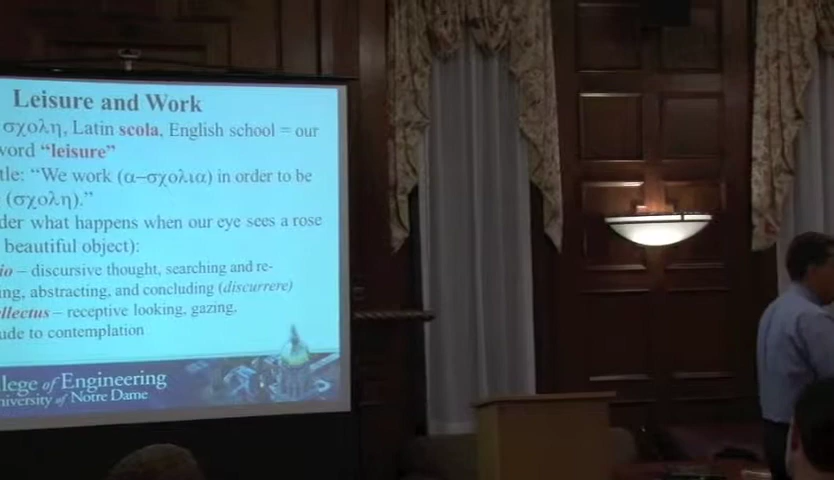 Leisure and Work
σχολη, Latin scola, English school = our
word "leisure"
tle: "We work (α–σχολια) in order to be
(σχολη)."
der what happens when our eye sees a rose
beautiful object):
io – discursive thought, searching and re-
ing, abstracting, and concluding (discurrere)
ellectus – receptive looking, gazing,
ude to contemplation
llege of Engineering
University of Notre Dame